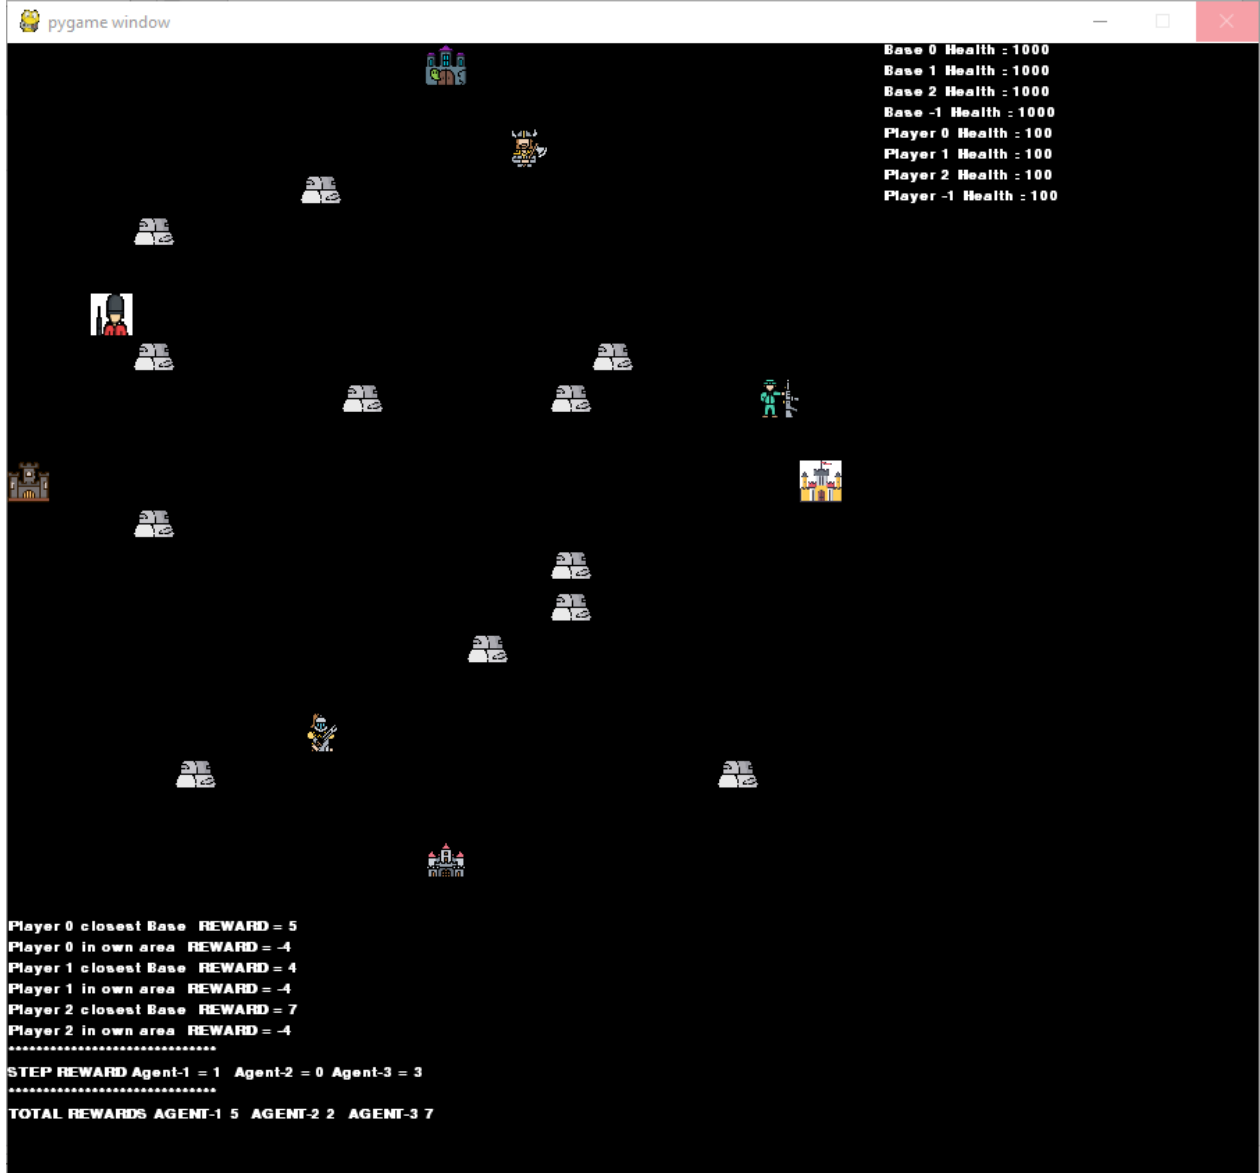 pygame window
Base 0 Health : 1000
Base 1 Health : 1000
Base 2 Health : 1000
Base -1 Health : 1000
Player 0 Health : 100
Player 1 Health : 100
Player 2 Health : 100
Player -1 Health : 100
Player 0 closest Base REWARD = 5
Player 0 in own area REWARD = -4
Player 1 closest Base REWARD = 4
Player 1 in own area REWARD = -4
Player 2 closest Base REWARD = 7
Player 2 in own area REWARD = -4
******************************
STEP REWARD Agent-1 = 1 Agent-2 = 0 Agent-3 = 3
******************************
TOTAL REWARDS AGENT-1 5 AGENT-2 2 AGENT-3 7